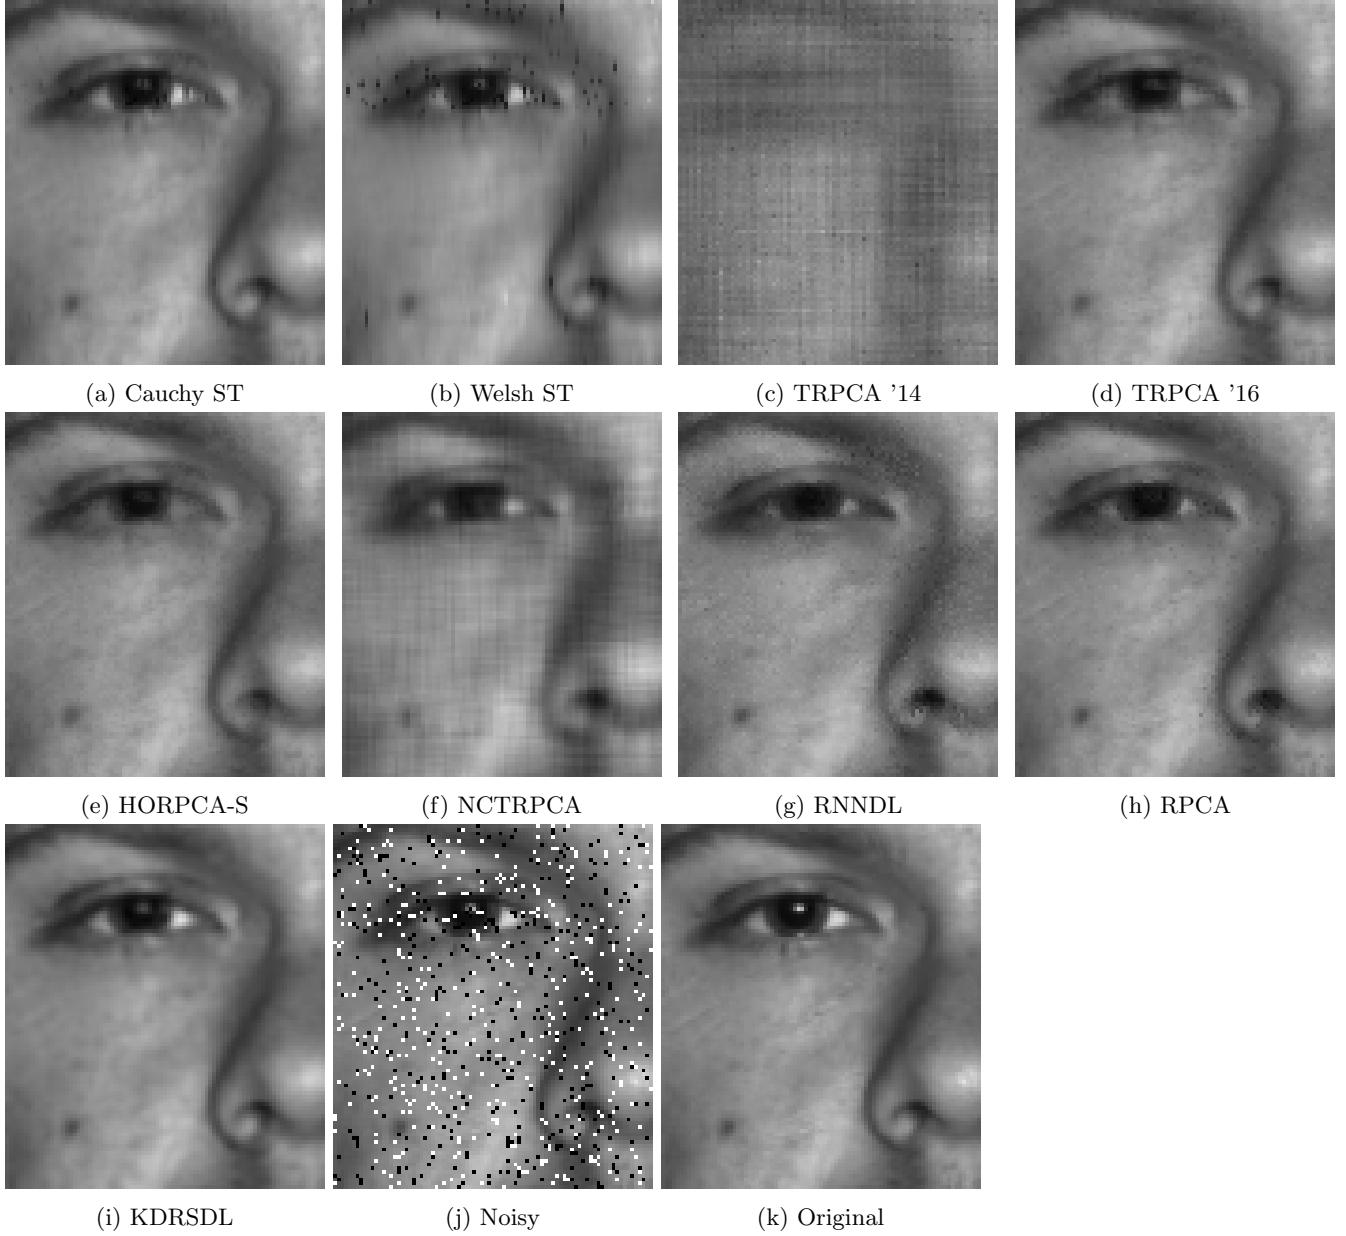 (a) Cauchy ST (b) Welsh ST (c) TRPCA ’14 (d) TRPCA ’16
(e) HORPCA-S (f) NCTRPCA (g) RNNDL (h) RPCA
(i) KDRSDL (j) Noisy (k) Original